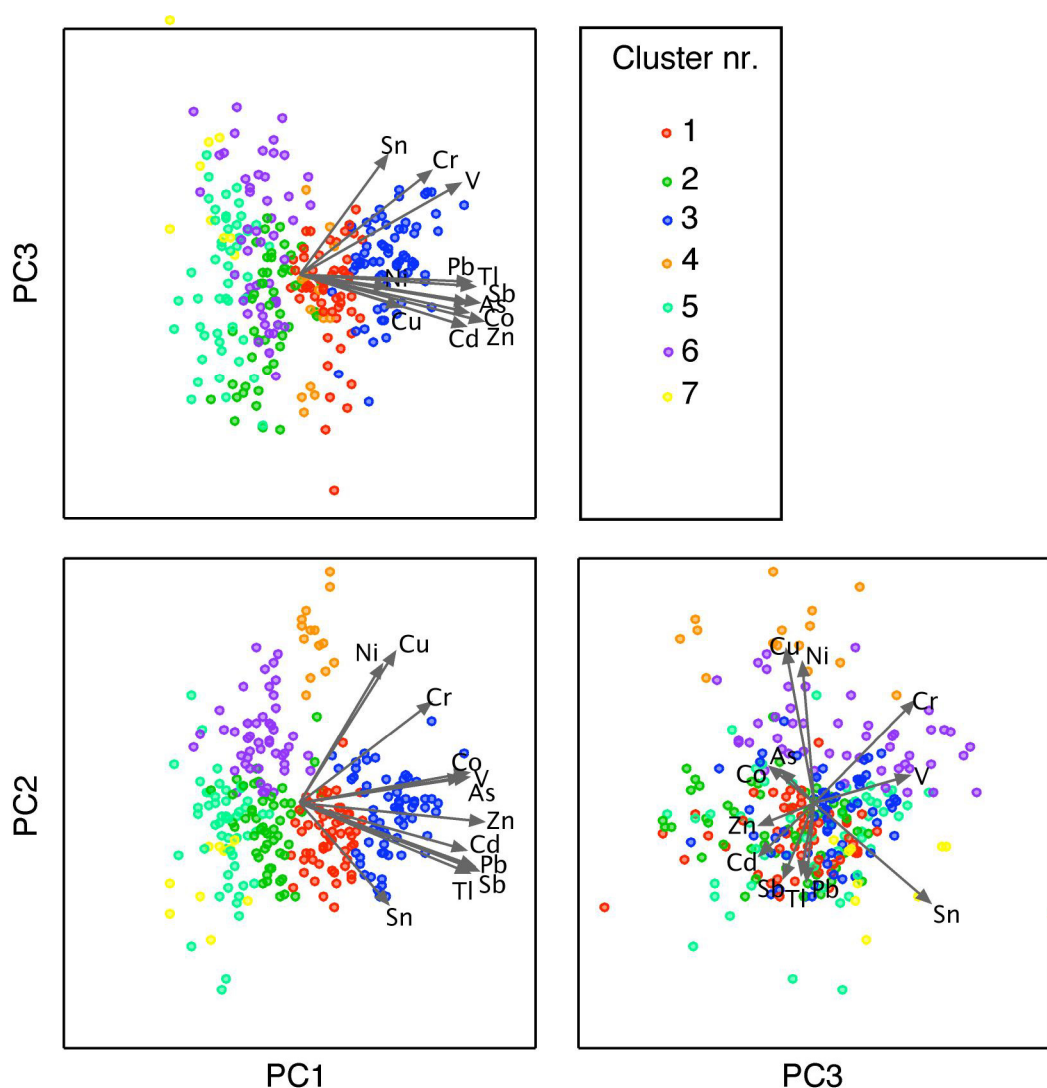 Cluster nr.
1
2
3
4
5
6
7
PC3
Sn
Cr
V
Pb
Tl
Ni
Sb
As
Cu
Co
Cd
Zn
PC2
Ni
Cu
Cr
Co
V
As
Zn
Cd
Pb
Sb
Tl
Sn
PC1
Cu
Ni
Cr
As
Co
V
Zn
Cd
Sb
Tl
Pb
Sn
PC3